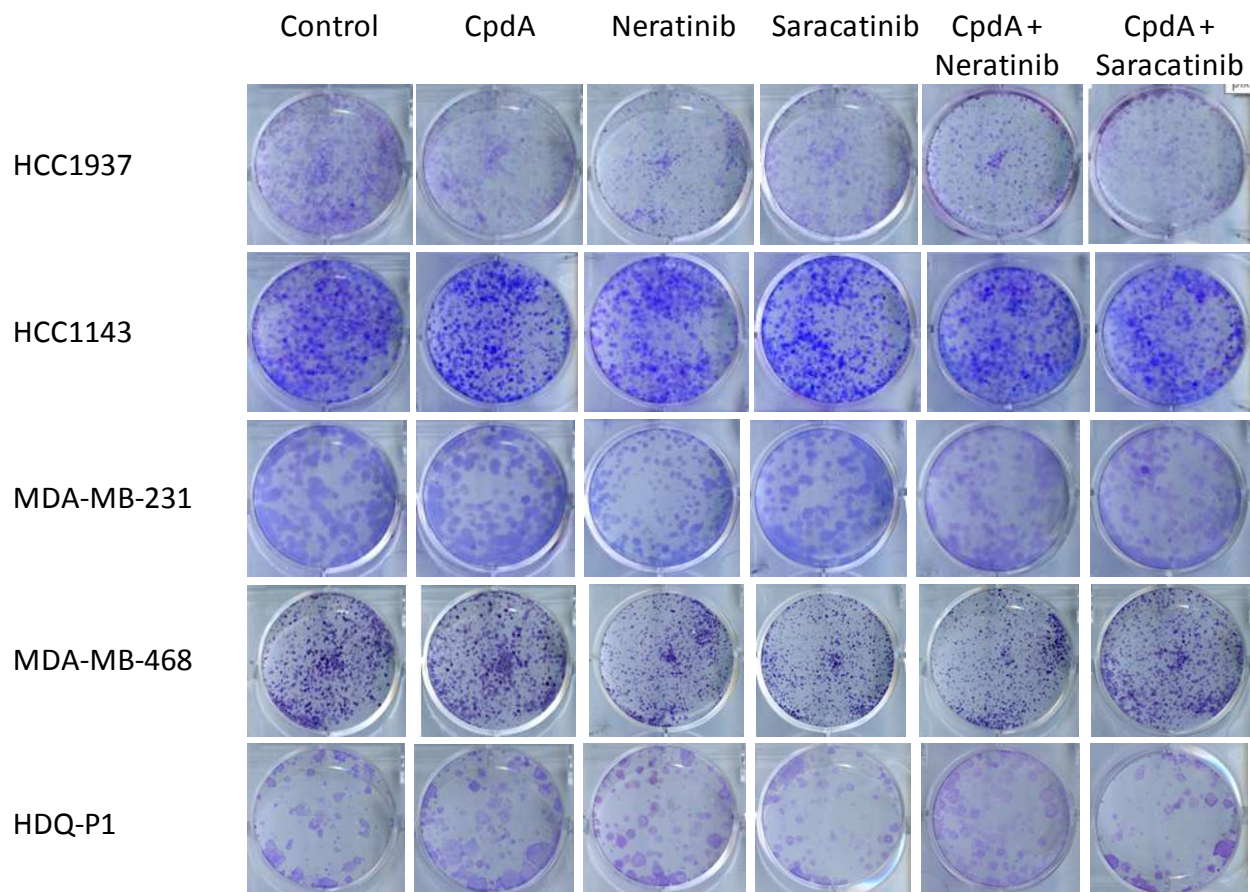 Control CpdA Neratinib Saracatinib CpdA + CpdA +
Neratinib Saracatinib
HCC1937
HCC1143
MDA-MB-231
MDA-MB-468
HDQ-P1